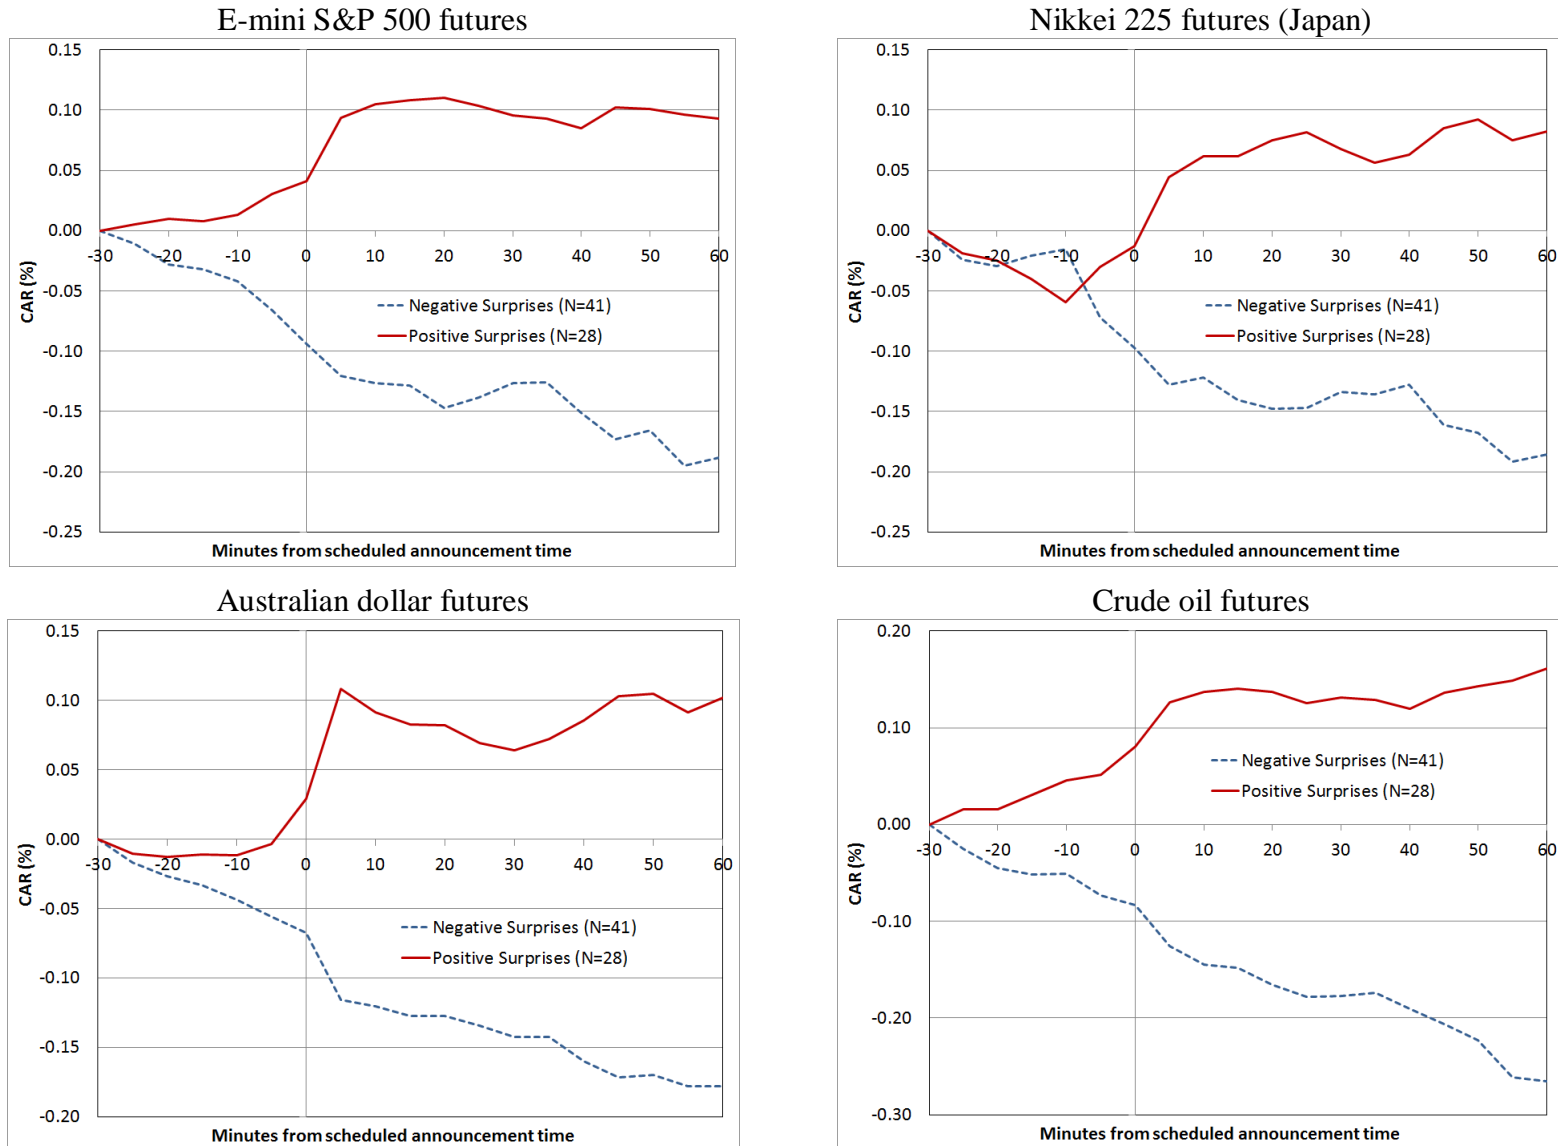 E-mini S&P 500 futures
0.15
0.10
0.05
0.00
-0.05
-0.10
-0.15
-0.20
-0.25
-30 -20 -10 0 10 20 30 40 50 60
CAR (%)
Negative Surprises (N=41)
Positive Surprises (N=28)
Minutes from scheduled announcement time
Nikkei 225 futures (Japan)
0.15
0.10
0.05
0.00
-0.05
-0.10
-0.15
-0.20
-0.25
-30 -20 -10 0 10 20 30 40 50 60
CAR (%)
Negative Surprises (N=41)
Positive Surprises (N=28)
Minutes from scheduled announcement time
Australian dollar futures
0.15
0.10
0.05
0.00
-0.05
-0.10
-0.15
-0.20
-30 -20 -10 0 10 20 30 40 50 60
CAR (%)
Negative Surprises (N=41)
Positive Surprises (N=28)
Minutes from scheduled announcement time
Crude oil futures
0.20
0.10
0.00
-0.10
-0.20
-0.30
-30 -20 -10 0 10 20 30 40 50 60
CAR (%)
Negative Surprises (N=41)
Positive Surprises (N=28)
Minutes from scheduled announcement time